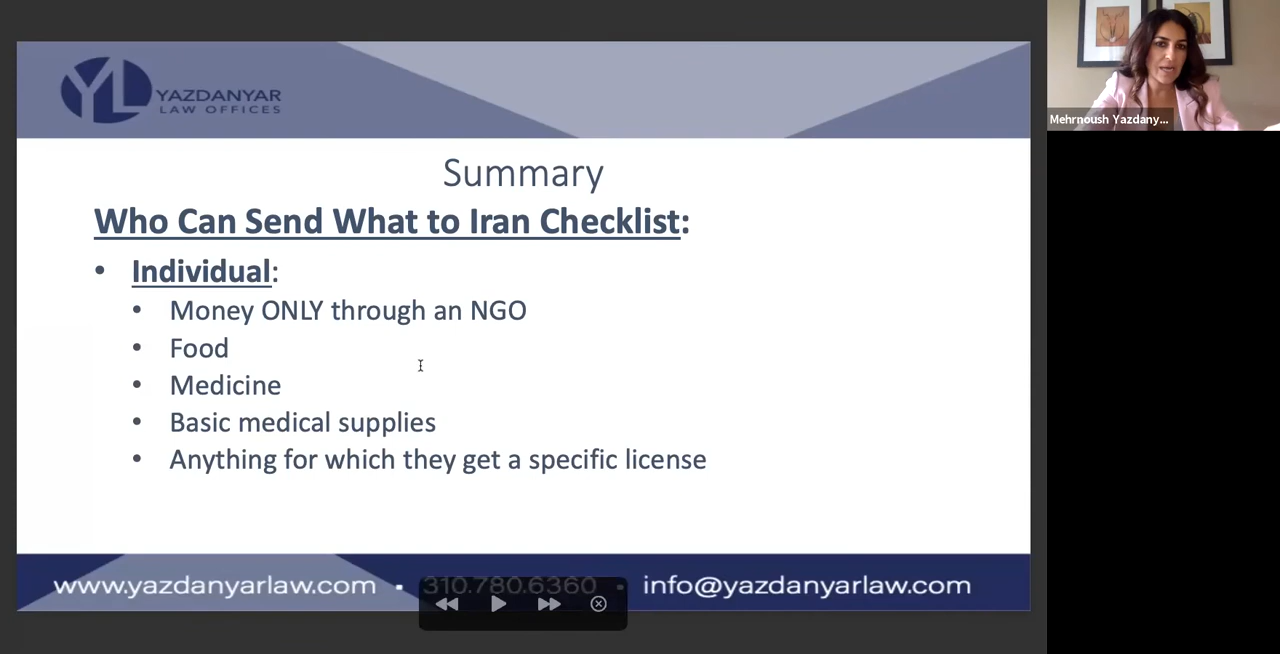 YL YAZDANYAR
LAW OFFICES
Mehrnoush Yazdany...
Summary
Who Can Send What to Iran Checklist:
• Individual:
• Money ONLY through an NGO
• Food
• Medicine
• Basic medical supplies
• Anything for which they get a specific license
www.yazdanyarlaw.com • 310.780.6360 • info@yazdanyarlaw.com